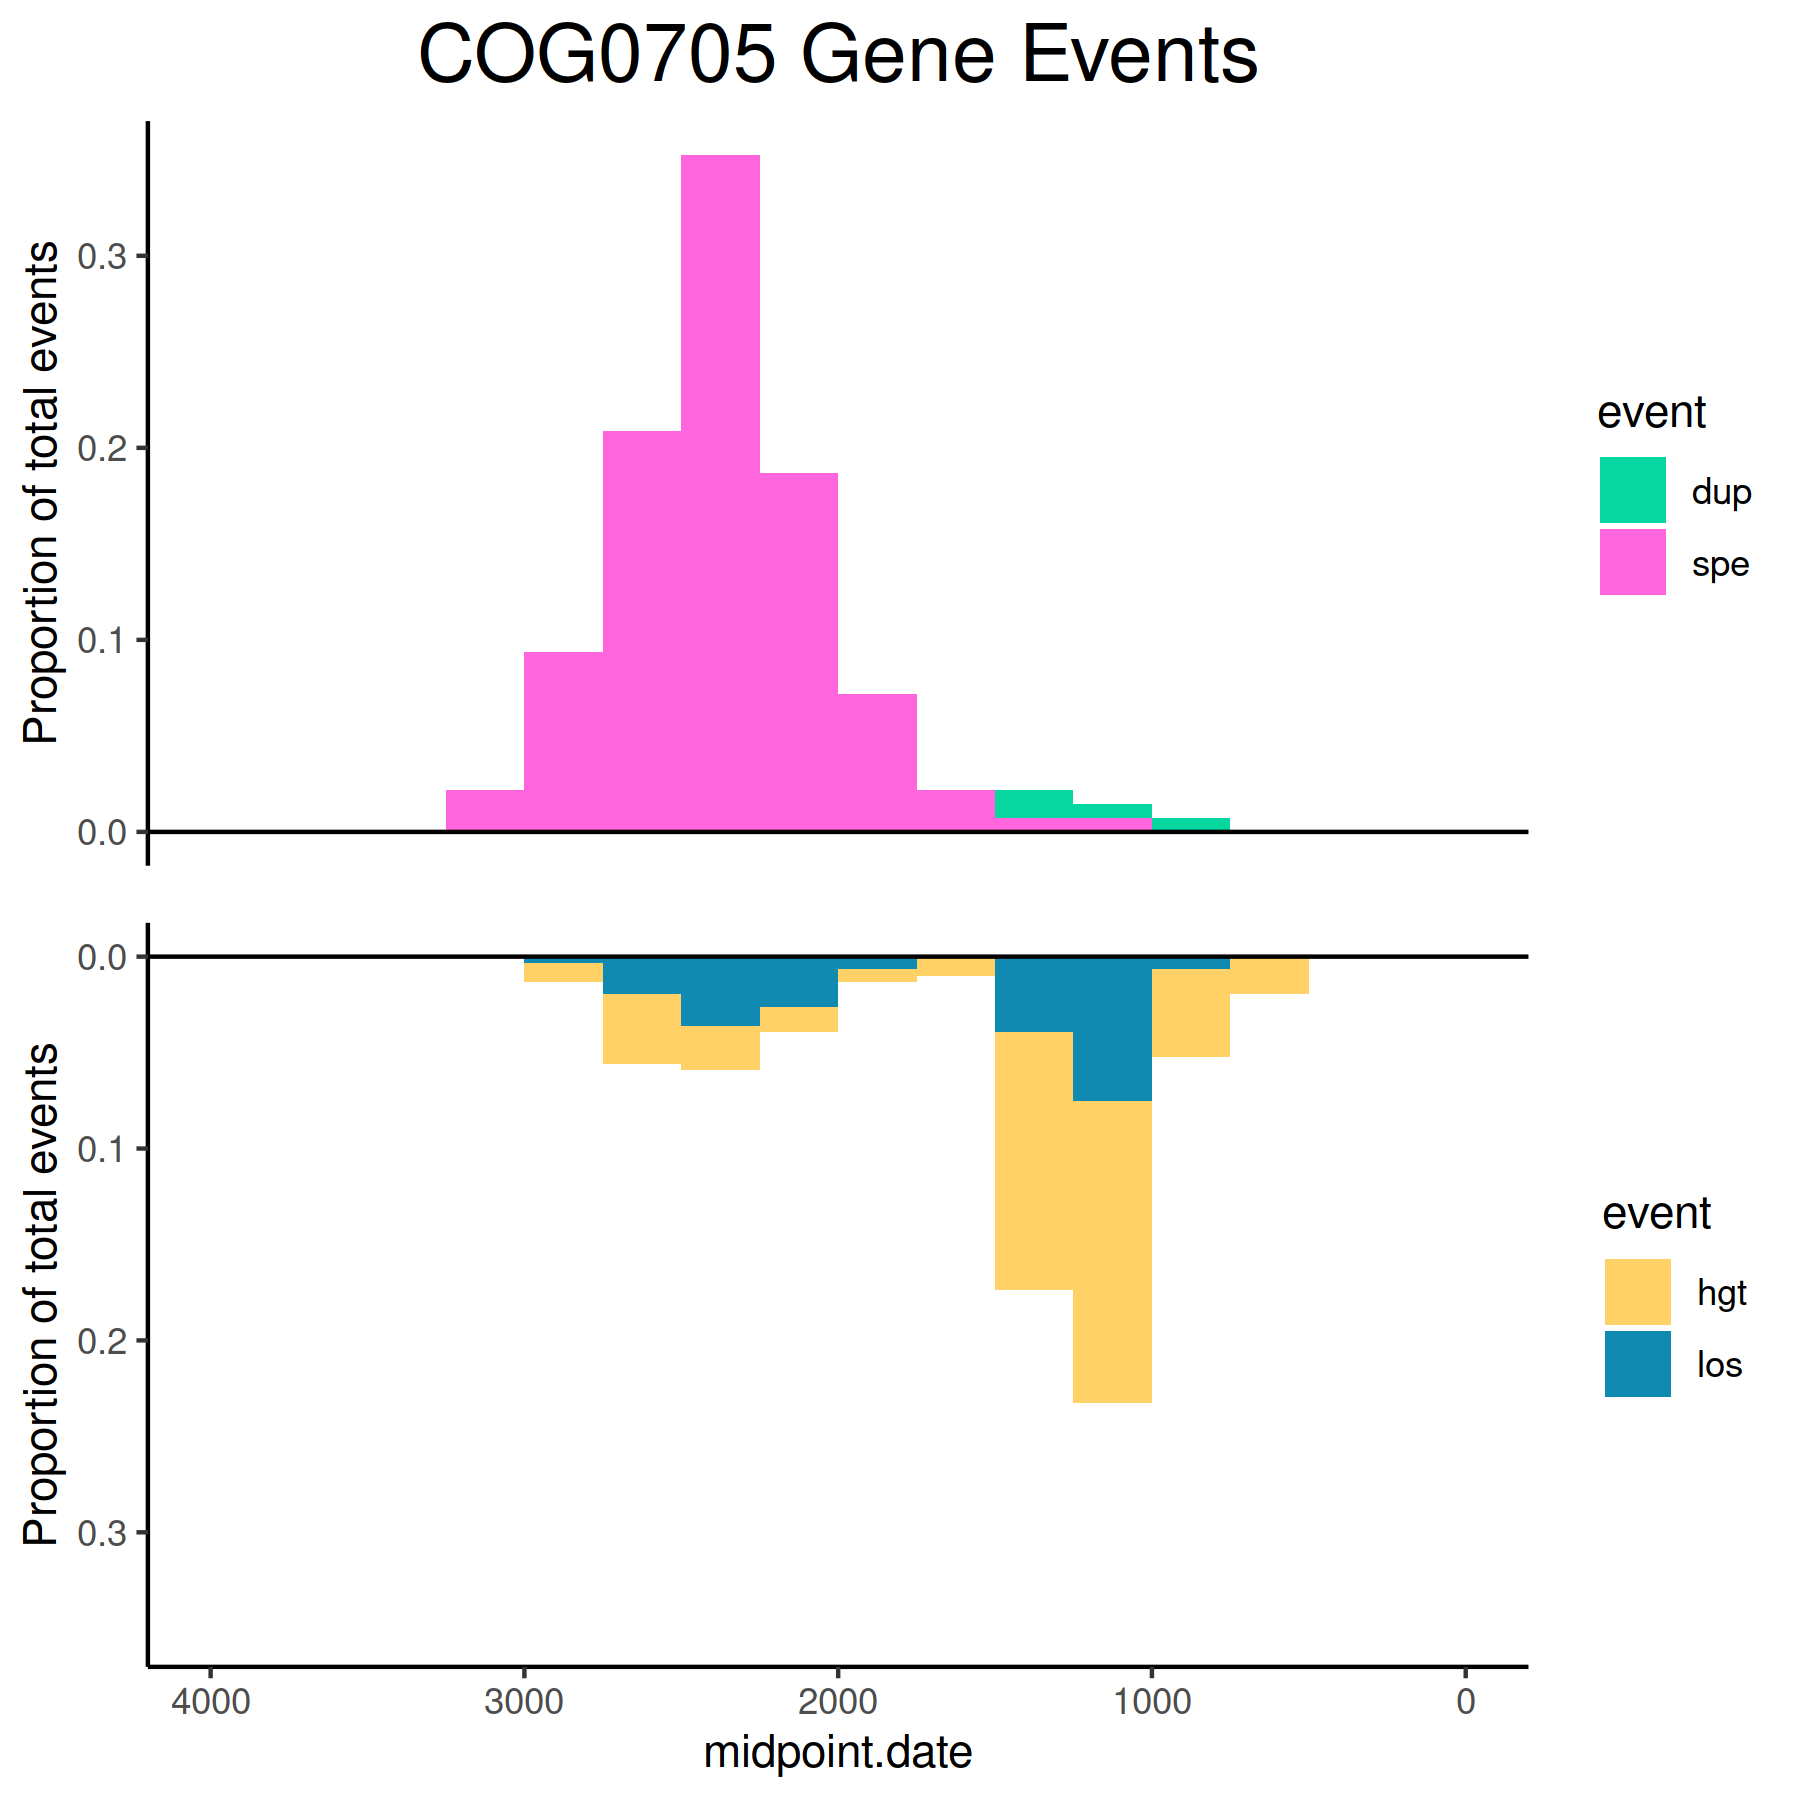 COG0705 Gene Events
Proportion of total events
0.3
0.2
0.1
0.0
event
dup
spe
Proportion of total events
0.0
0.1
0.2
0.3
event
hgt
los
4000 3000 2000 1000 0
midpoint.date